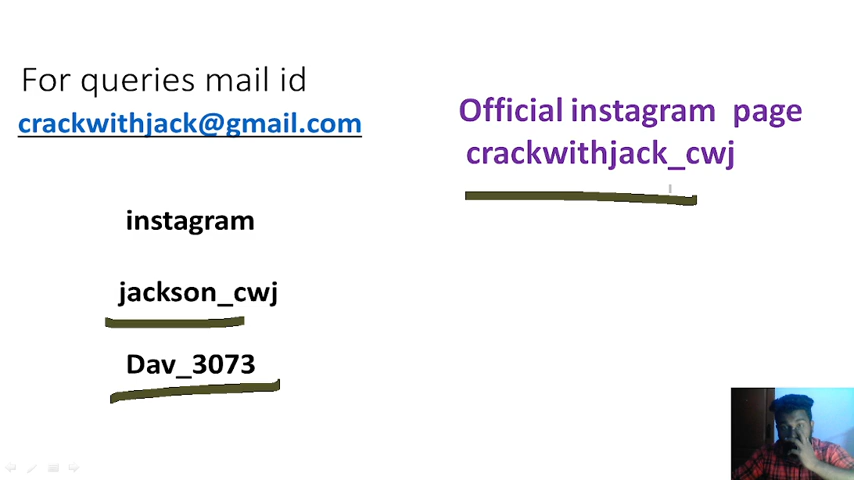 For queries mail id
crackwithjack@gmail.com
instagram
jackson_cwj
Dav_3073
Official instagram page
crackwithjack_cwj